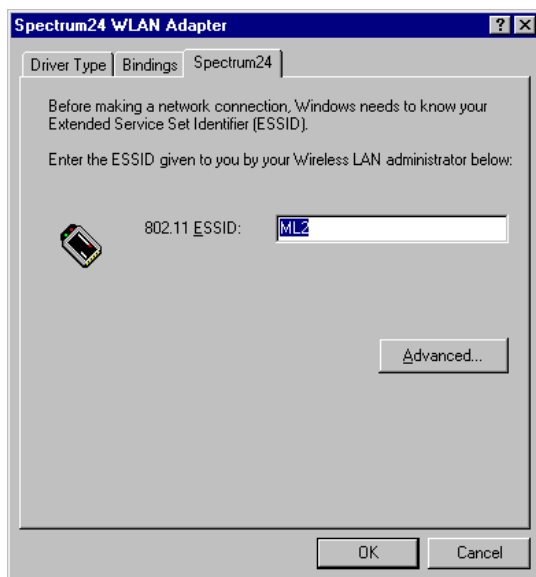 Spectrum24 WLAN Adapter
Driver Type Bindings Spectrum24
Before making a network connection, Windows needs to know your
Extended Service Set Identifier (ESSID).
Enter the ESSID given to you by your Wireless LAN administrator below:
802.11 ESSID: ML2
Advanced...
OK Cancel